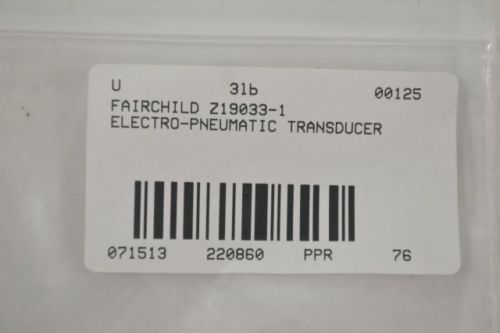 U 3lb 00125
FAIRCHILD Z19033-1
ELECTRO-PNEUMATIC TRANSDUCER
071513 220860 PPR 76